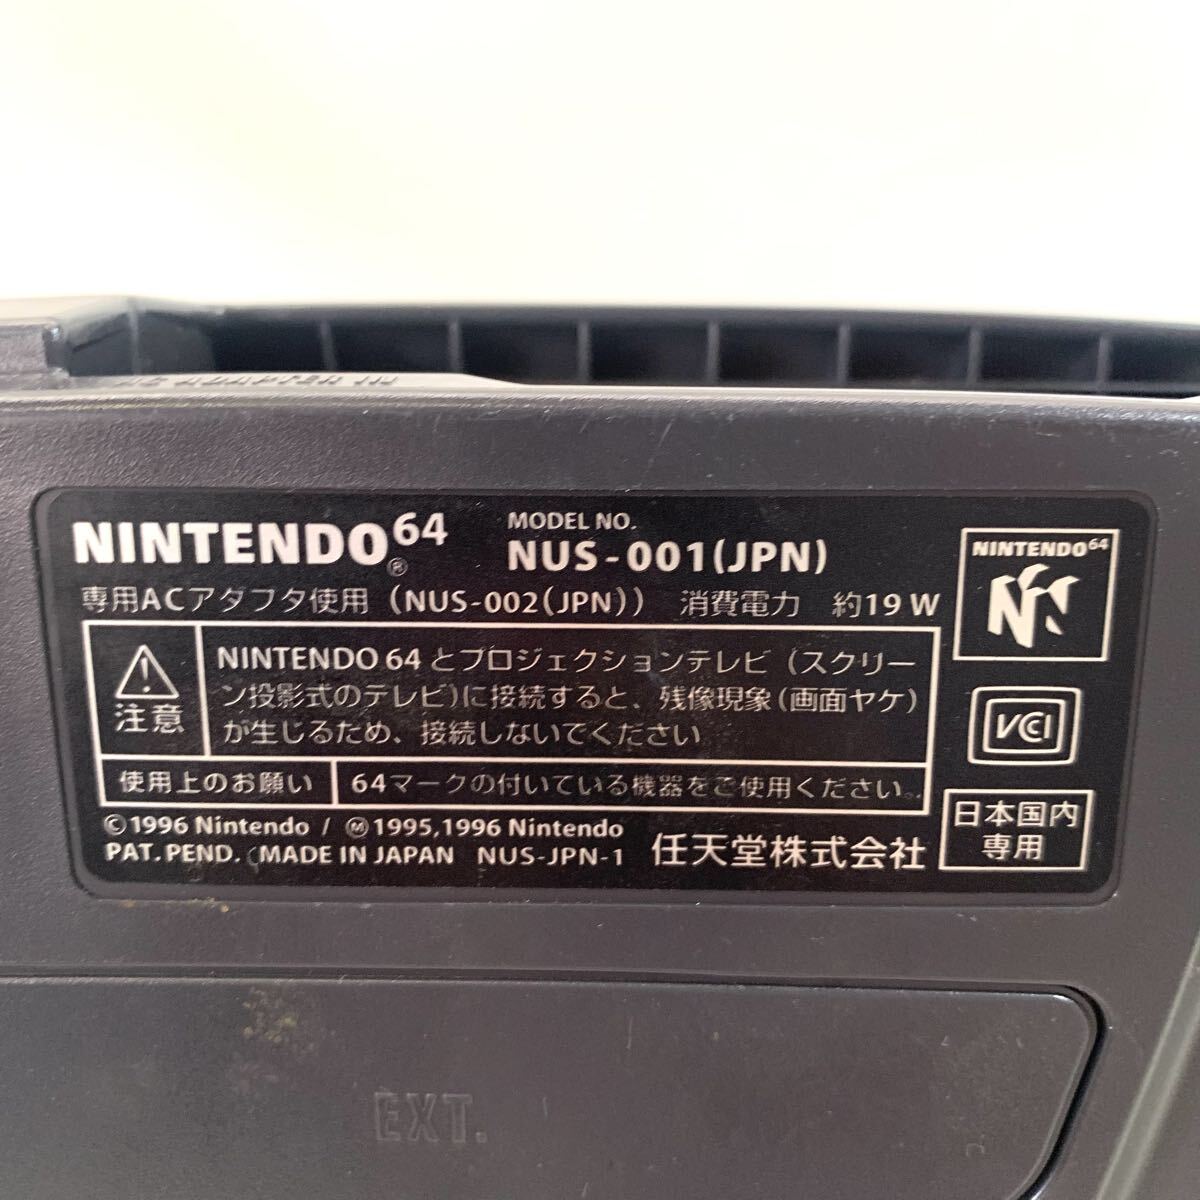 AC ADAPTER IN
NINTENDO64®
MODEL NO.
NUS-001(JPN)
専用ACアダプタ使用（NUS-002(JPN)） 消費電力 約19W
注意
NINTENDO 64 とプロジェクションテレビ（スクリー
ン投影式のテレビ)に接続すると、残像現象(画面ヤケ)
が生じるため、接続しないでください
使用上のお願い
64マークの付いている機器をご使用ください。
©1996 Nintendo / Ⓜ1995,1996 Nintendo
PAT. PEND. MADE IN JAPAN NUS-JPN-1
任天堂株式会社
NINTENDO64
VCI
日本国内
専用
EXT.